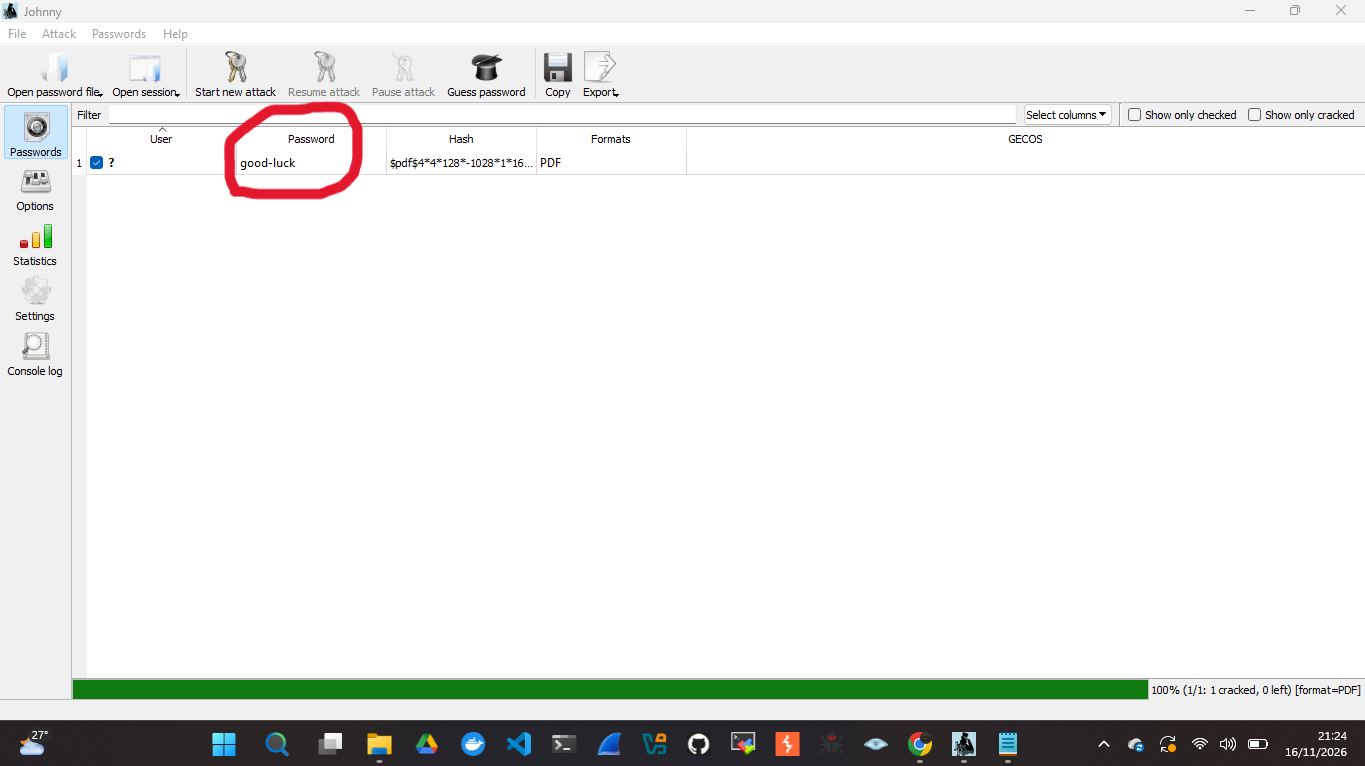 Johnny
File Attack Passwords Help
Open password file Open session Start new attack Resume attack Pause attack Guess password Copy Export
Filter Select columns Show only checked Show only cracked
User Password Hash Formats GECOS
1 ? good-luck $pdf$4*4*128*-1028*1*16... PDF
Passwords
Options
Statistics
Settings
Console log
100% (1/1: 1 cracked, 0 left) [format=PDF]
27°
21:24
16/11/2026